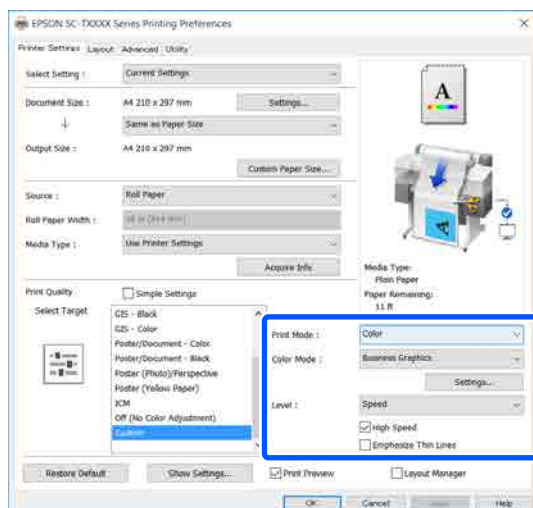 EPSON SC-TXXXX Series Printing Preferences
Printer Settings Layout Advanced Utility
Select Setting : Current Settings
Document Size : A4 210 x 297 mm Settings...
Same as Paper Size
Output Size : A4 210 x 297 mm
Custom Paper Size...
Source : Roll Paper
Roll Paper Width :
Media Type : Use Printer Settings
Acquire Info
A
Media Type:
Plain Paper
Paper Remaining:
11 ft
Print Quality Simple Settings
Select Target
GIS - Black
GIS - Color
Poster/Document - Color
Poster/Document - Black
Poster (Photo)/Perspective
Poster (Yellow Paper)
ICM
Off (No Color Adjustment)
Custom
Print Mode : Color
Color Mode : Business Graphics
Settings...
Level : Speed
High Speed
Emphasize Thin Lines
Restore Default Show Settings... Print Preview Layout Manager
OK Cancel Help